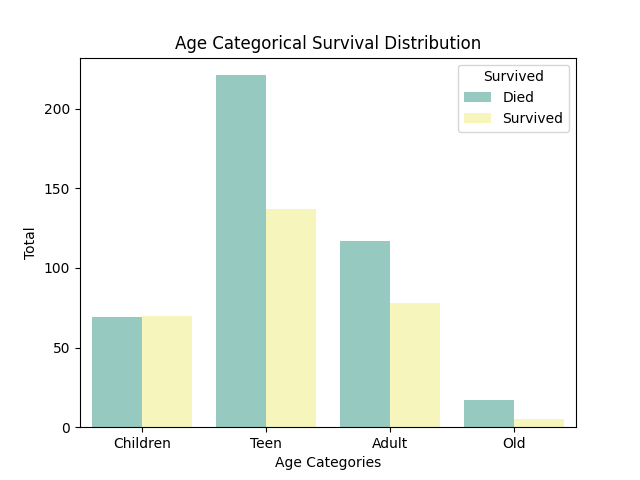 Age Categorical Survival Distribution
Survived
Died
Survived
Total
200
150
100
50
0
Children Teen Adult Old
Age Categories